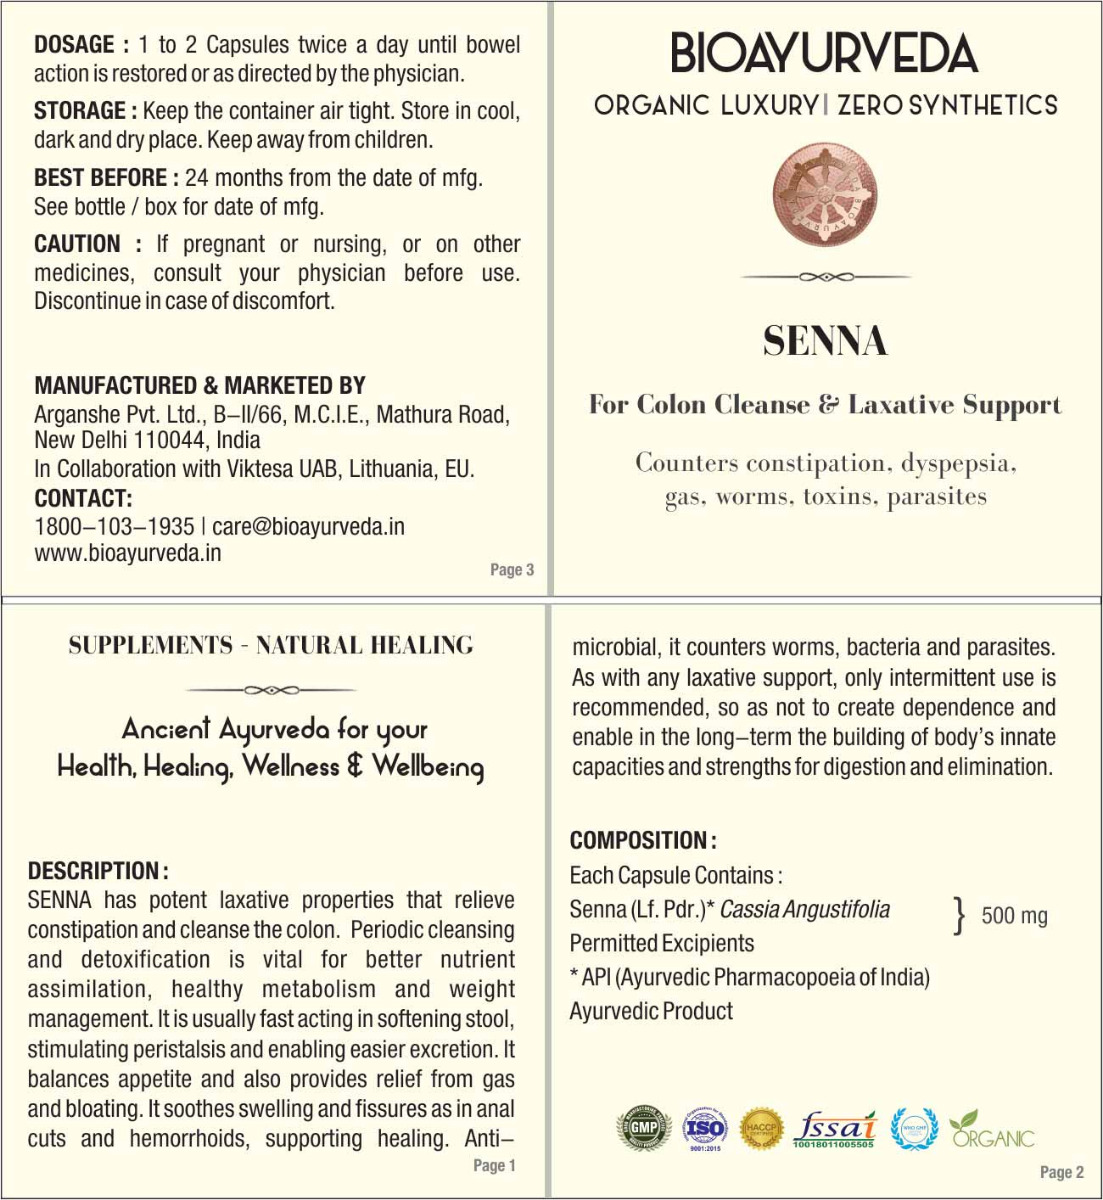 DOSAGE : 1 to 2 Capsules twice a day until bowel
action is restored or as directed by the physician.
STORAGE : Keep the container air tight. Store in cool,
dark and dry place. Keep away from children.
BEST BEFORE : 24 months from the date of mfg.
See bottle / box for date of mfg.
CAUTION : If pregnant or nursing, or on other
medicines, consult your physician before use.
Discontinue in case of discomfort.
MANUFACTURED & MARKETED BY
Arganshe Pvt. Ltd., B–II/66, M.C.I.E., Mathura Road,
New Delhi 110044, India
In Collaboration with Viktesa UAB, Lithuania, EU.
CONTACT:
1800–103–1935 | care@bioayurveda.in
www.bioayurveda.in
Page 3
BIOAYURVEDA
ORGANIC LUXURY| ZERO SYNTHETICS
SENNA
For Colon Cleanse & Laxative Support
Counters constipation, dyspepsia,
gas, worms, toxins, parasites
SUPPLEMENTS - NATURAL HEALING
Ancient Ayurveda for your
Health, Healing, Wellness & Wellbeing
DESCRIPTION :
SENNA has potent laxative properties that relieve
constipation and cleanse the colon. Periodic cleansing
and detoxification is vital for better nutrient
assimilation, healthy metabolism and weight
management. It is usually fast acting in softening stool,
stimulating peristalsis and enabling easier excretion. It
balances appetite and also provides relief from gas
and bloating. It soothes swelling and fissures as in anal
cuts and hemorrhoids, supporting healing. Anti–
Page 1
microbial, it counters worms, bacteria and parasites.
As with any laxative support, only intermittent use is
recommended, so as not to create dependence and
enable in the long–term the building of body's innate
capacities and strengths for digestion and elimination.
COMPOSITION :
Each Capsule Contains :
Senna (Lf. Pdr.)* Cassia Angustifolia } 500 mg
Permitted Excipients
* API (Ayurvedic Pharmacopoeia of India)
Ayurvedic Product
GMP
ISO
9001:2015
HACCP
fssai
10018011005505
WHO GMP
ORGANIC
Page 2